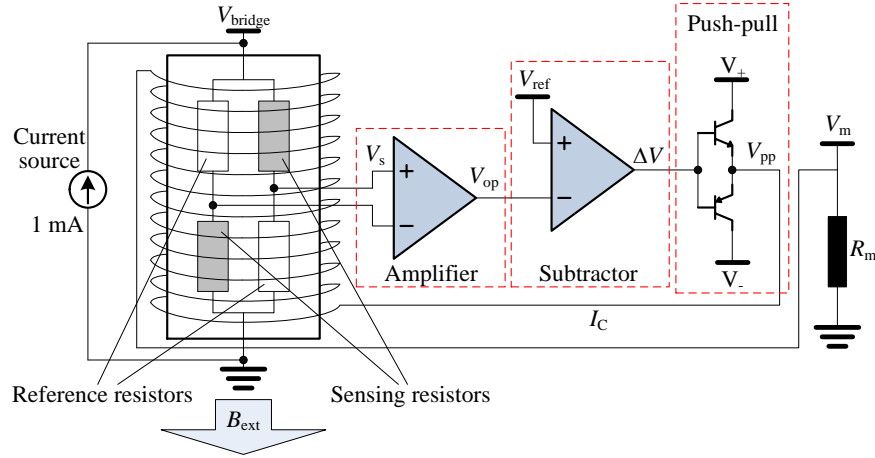 Push-pull
V_bridge
V_+
V_ref
V_m
Current
source
1 mA
V_s
V_op
ΔV
V_pp
+
−
+
−
R_m
Amplifier
Subtractor
V_-
I_C
Reference resistors
Sensing resistors
B_ext